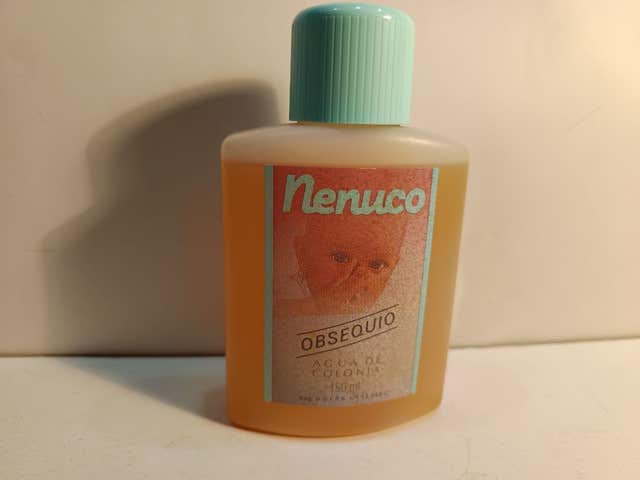 Nenuco
OBSEQUIO
AGUA DE
COLONIA
150 ml